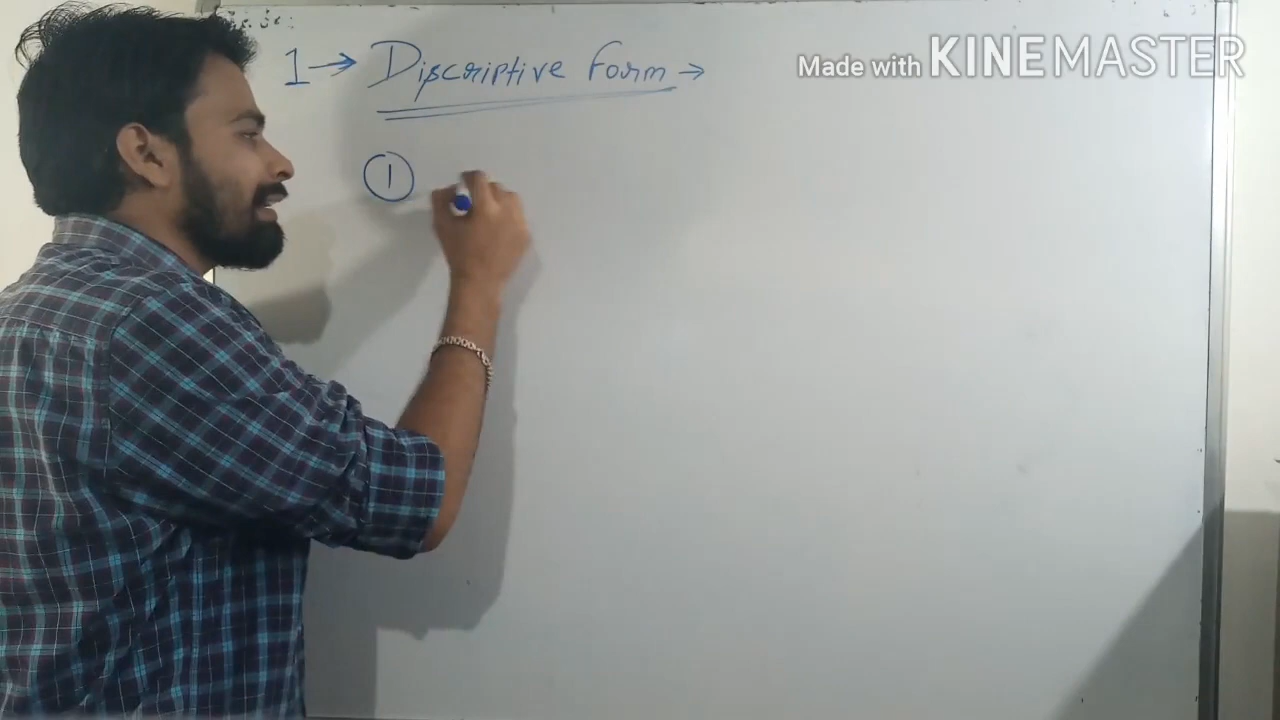 Made with KINEMASTER
1 → Discriptive Form →
①